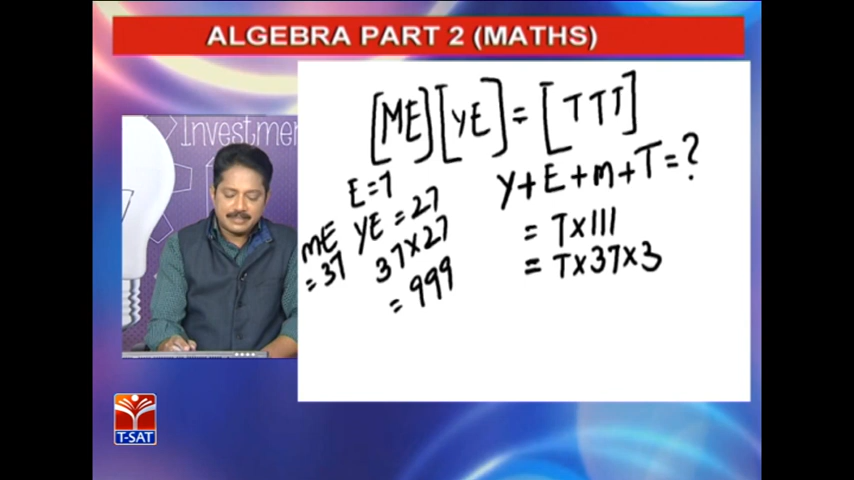 ALGEBRA PART 2 (MATHS)
Investme
[ME][YE] = [TTT]
E=7
Y+E+m+T=?
ME YE = 27
= 37 37×27
= 999
= T×111
= T×37×3
T-SAT